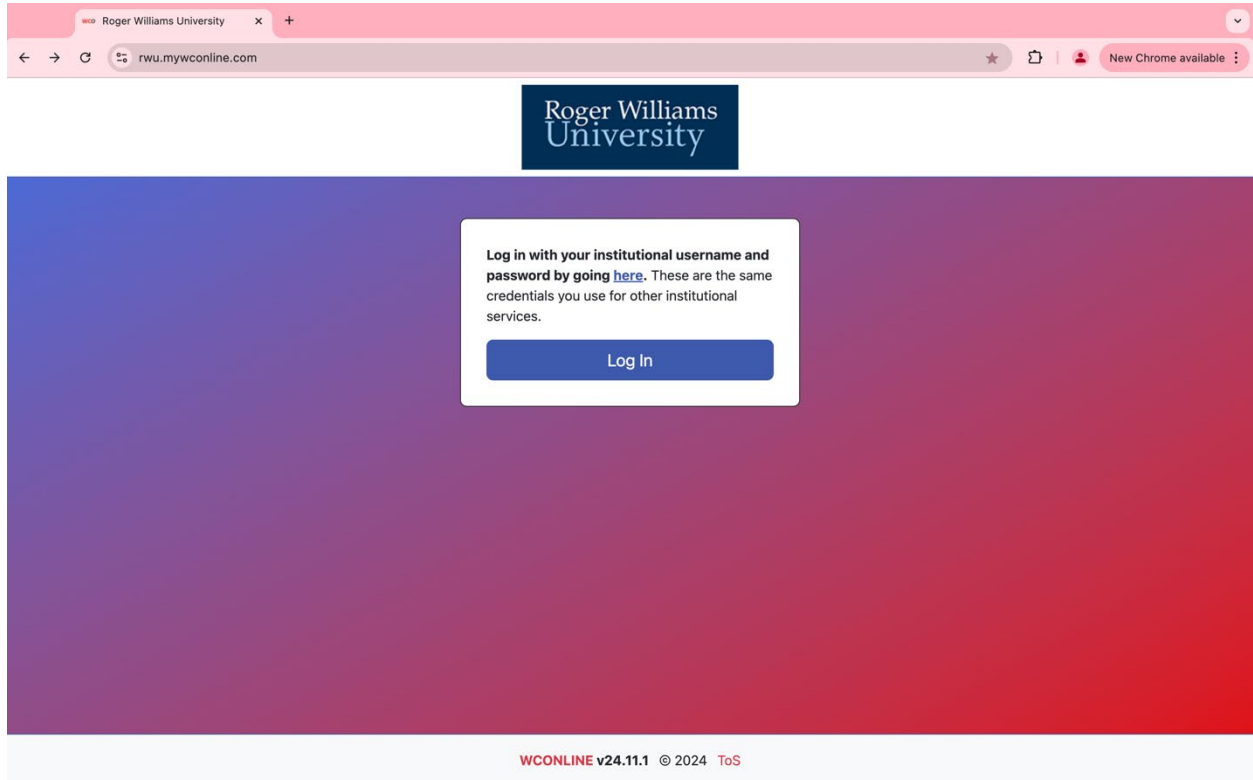 wco Roger Williams University
rwu.mywconline.com
New Chrome available
Roger Williams
University
Log in with your institutional username and
password by going here. These are the same
credentials you use for other institutional
services.
Log In
WCONLINE v24.11.1 © 2024 ToS